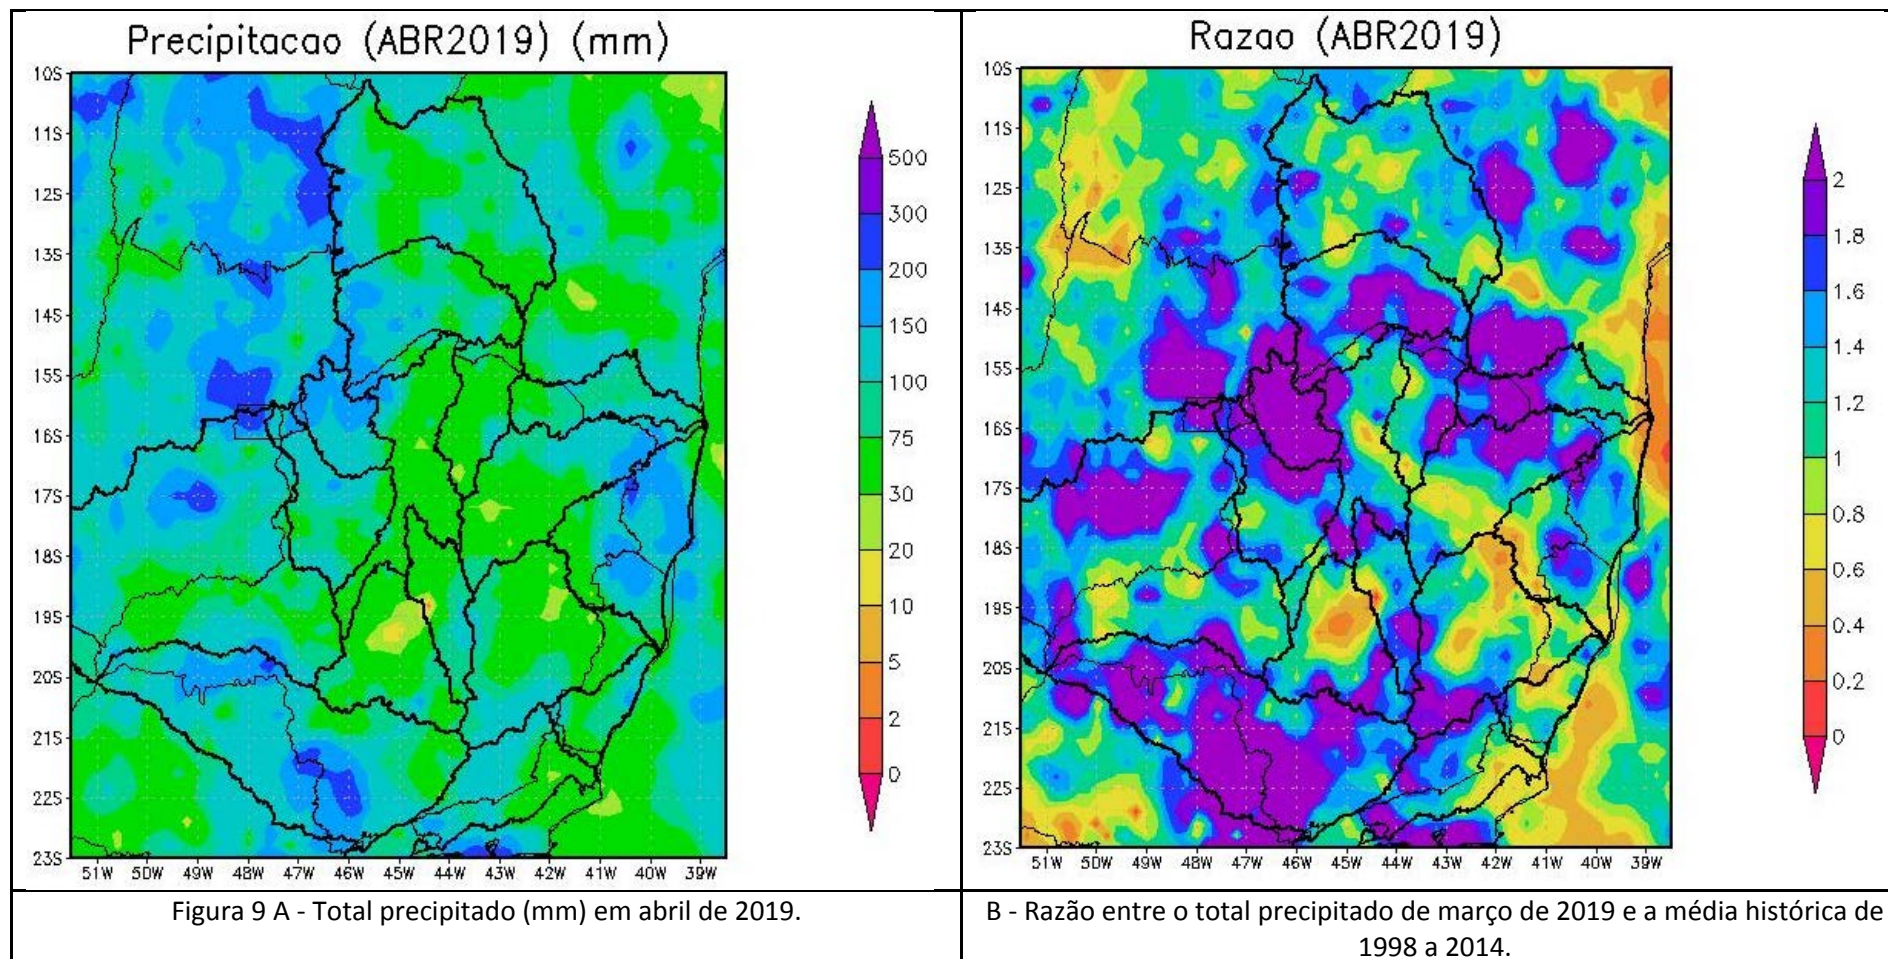 Precipitacao (ABR2019) (mm)
10S
11S
12S
13S
14S
15S
16S
17S
18S
19S
20S
21S
22S
23S
51W 50W 49W 48W 47W 46W 45W 44W 43W 42W 41W 40W 39W
500
300
200
150
100
75
30
20
10
5
2
0
Figura 9 A - Total precipitado (mm) em abril de 2019.
Razao (ABR2019)
10S
11S
12S
13S
14S
15S
16S
17S
18S
19S
20S
21S
22S
23S
51W 50W 49W 48W 47W 46W 45W 44W 43W 42W 41W 40W 39W
2
1.8
1.6
1.4
1.2
1
0.8
0.6
0.4
0.2
0
B - Razão entre o total precipitado de março de 2019 e a média histórica de
1998 a 2014.